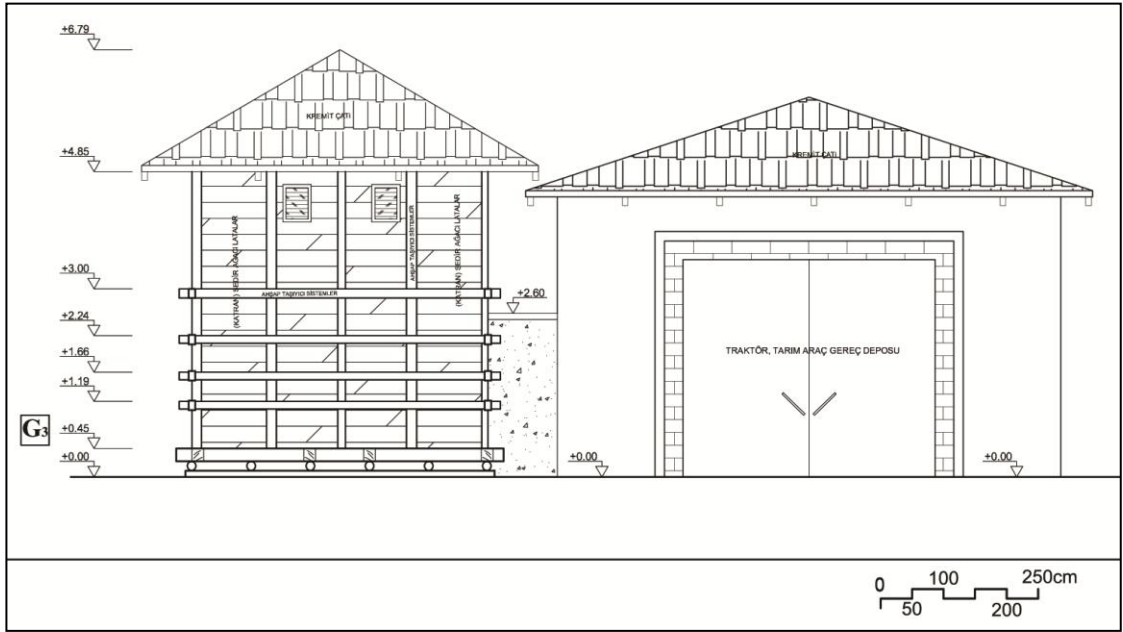 +6.79
KREMİT ÇATI
+4.85
KREMİT ÇATI
(KATRAN) SEDİR AĞACI LATALAR
AHŞAP TAŞIYICI SİSTEMLER
(KATRAN) SEDİR AĞACI LATALAR
+3.00
AHŞAP TAŞIYICI SİSTEMLER
+2.60
+2.24
+1.66
TRAKTÖR, TARIM ARAÇ GEREÇ DEPOSU
+1.19
G3
+0.45
+0.00
+0.00
+0.00
0 100 250cm
50 200